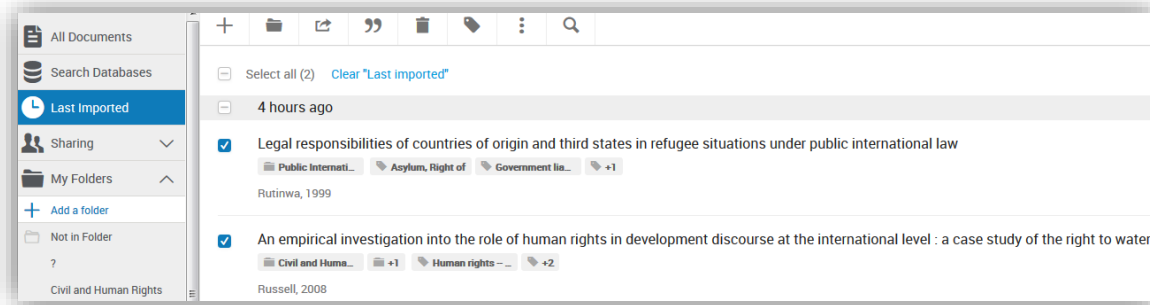 All Documents
Search Databases
Last Imported
Sharing
My Folders
Add a folder
Not in Folder
?
Civil and Human Rights
Select all (2) Clear "Last imported"
4 hours ago
Legal responsibilities of countries of origin and third states in refugee situations under public international law
Public Internati... Asylum, Right of Government lia... +1
Rutinwa, 1999
An empirical investigation into the role of human rights in development discourse at the international level : a case study of the right to water
Civil and Huma... +1 Human rights – ... +2
Russell, 2008